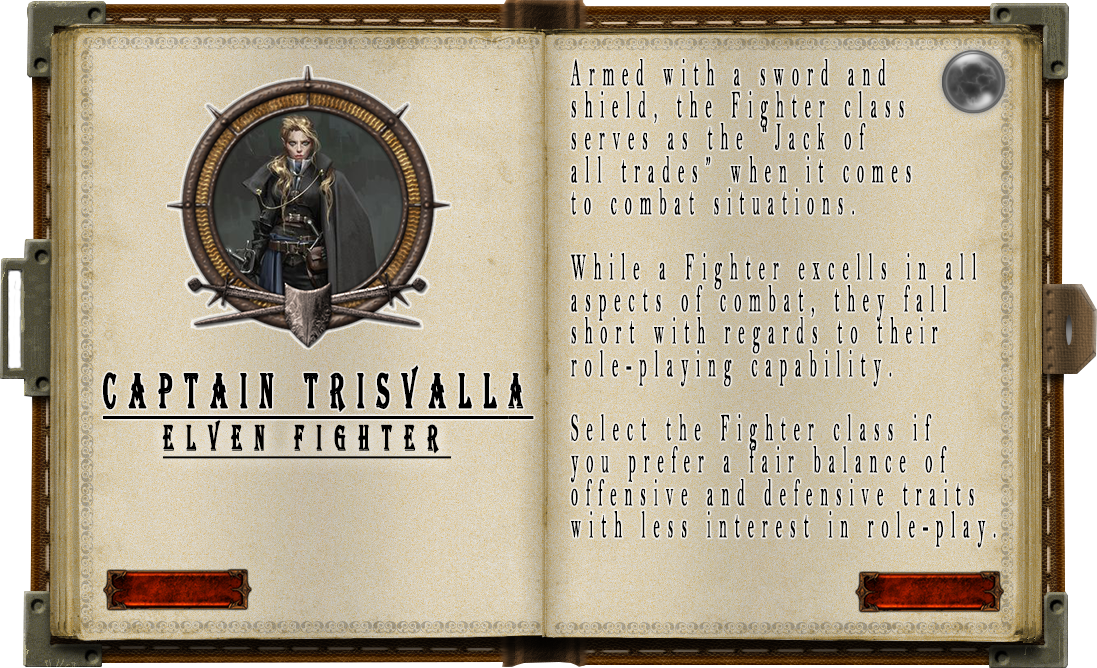 CAPTAIN TRISVALLA
ELVEN FIGHTER
Armed with a sword and
shield, the Fighter class
serves as the "Jack of
all trades" when it comes
to combat situations.
While a Fighter excells in all
aspects of combat, they fall
short with regards to their
role-playing capability.
Select the Fighter class if
you prefer a fair balance of
offensive and defensive traits
with less interest in role-play.